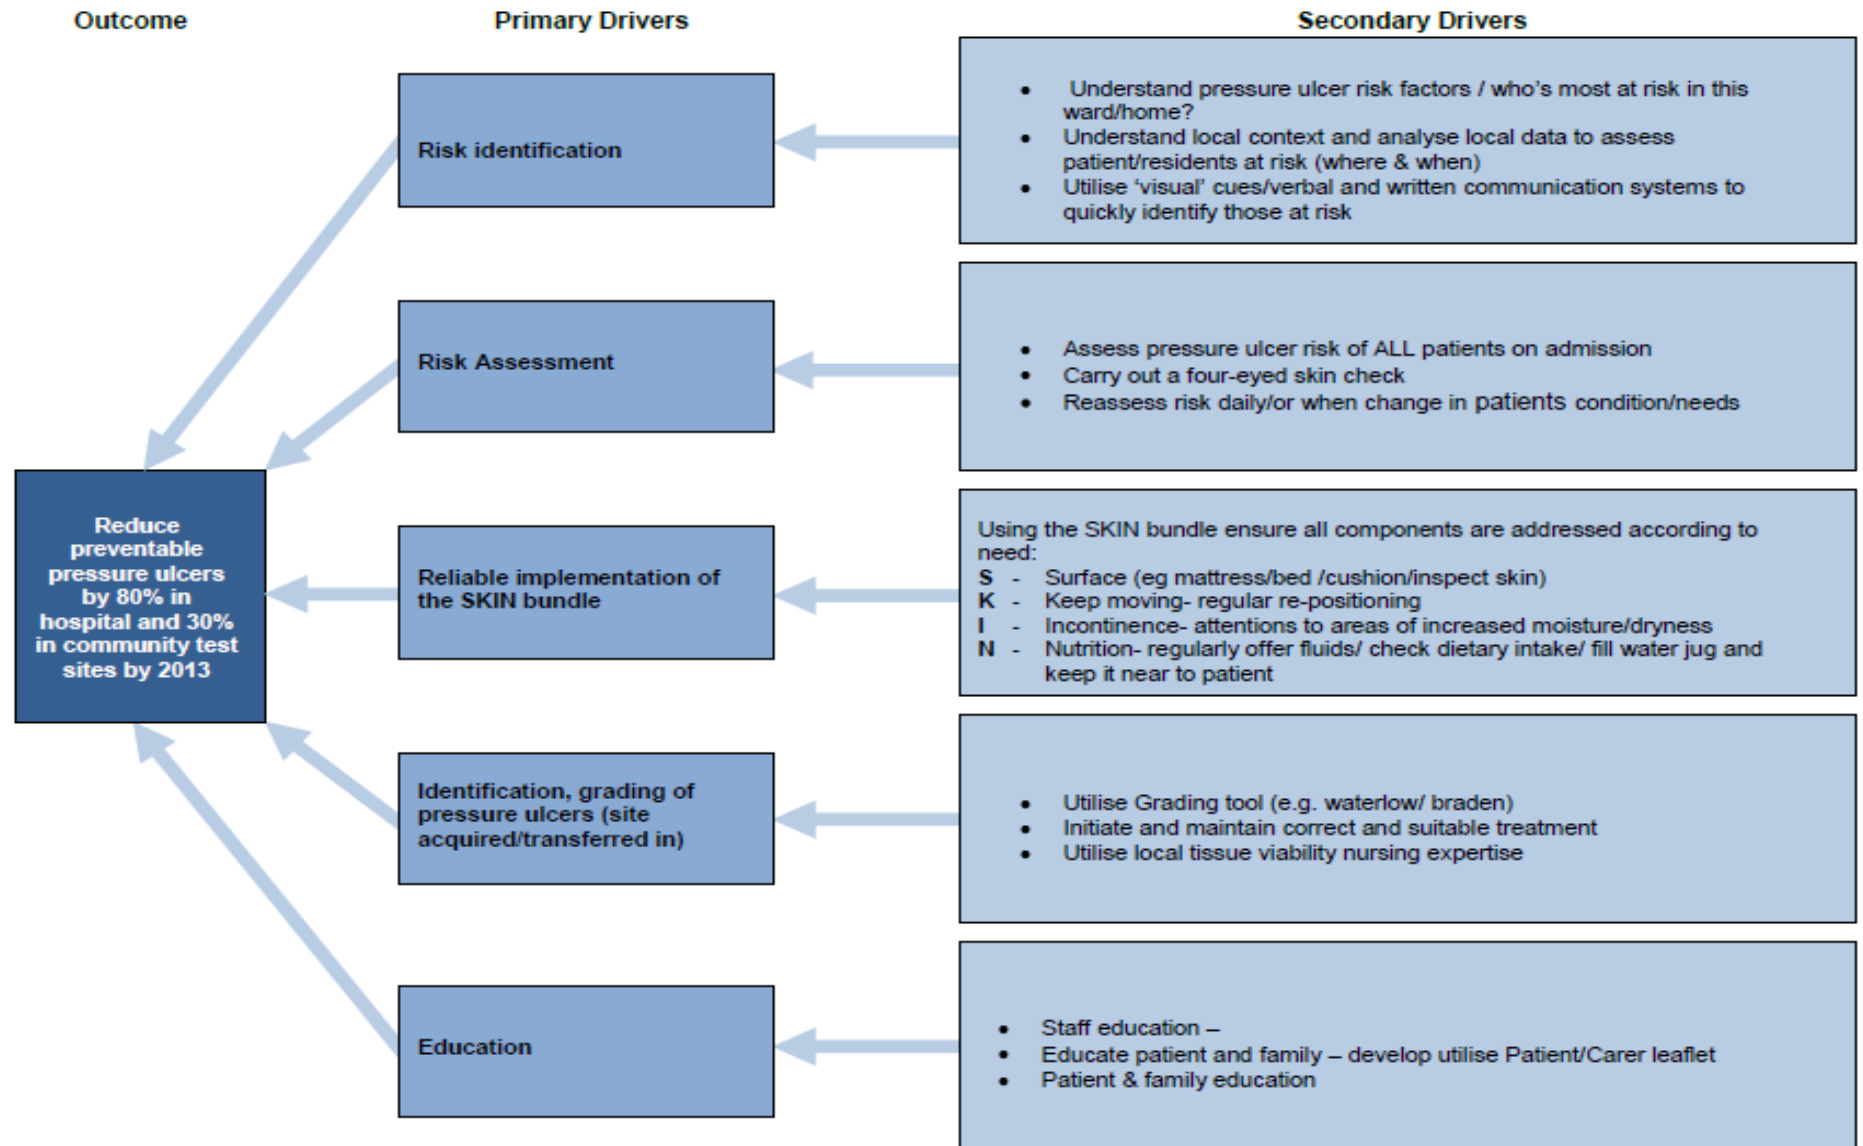 Outcome
Primary Drivers
Secondary Drivers
Reduce
preventable
pressure ulcers
by 80% in
hospital and 30%
in community test
sites by 2013
Risk identification
• Understand pressure ulcer risk factors / who's most at risk in this
ward/home?
• Understand local context and analyse local data to assess
patient/residents at risk (where & when)
• Utilise ‘visual’ cues/verbal and written communication systems to
quickly identify those at risk
Risk Assessment
• Assess pressure ulcer risk of ALL patients on admission
• Carry out a four-eyed skin check
• Reassess risk daily/or when change in patients condition/needs
Reliable implementation of
the SKIN bundle
Using the SKIN bundle ensure all components are addressed according to
need:
S - Surface (eg mattress/bed /cushion/inspect skin)
K - Keep moving- regular re-positioning
I - Incontinence- attentions to areas of increased moisture/dryness
N - Nutrition- regularly offer fluids/ check dietary intake/ fill water jug and
keep it near to patient
Identification, grading of
pressure ulcers (site
acquired/transferred in)
• Utilise Grading tool (e.g. waterlow/ braden)
• Initiate and maintain correct and suitable treatment
• Utilise local tissue viability nursing expertise
Education
• Staff education –
• Educate patient and family – develop utilise Patient/Carer leaflet
• Patient & family education